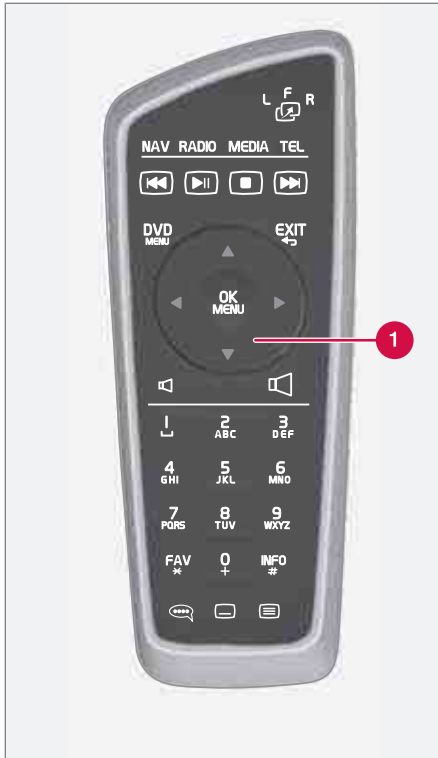 L F R
NAV RADIO MEDIA TEL
DVD EXIT
MENU
OK
MENU
1
1 2 3
ABC DEF
4 5 6
GHI JKL MNO
7 8 9
PQRS TUV WXYZ
FAV 0 INFO
* + #